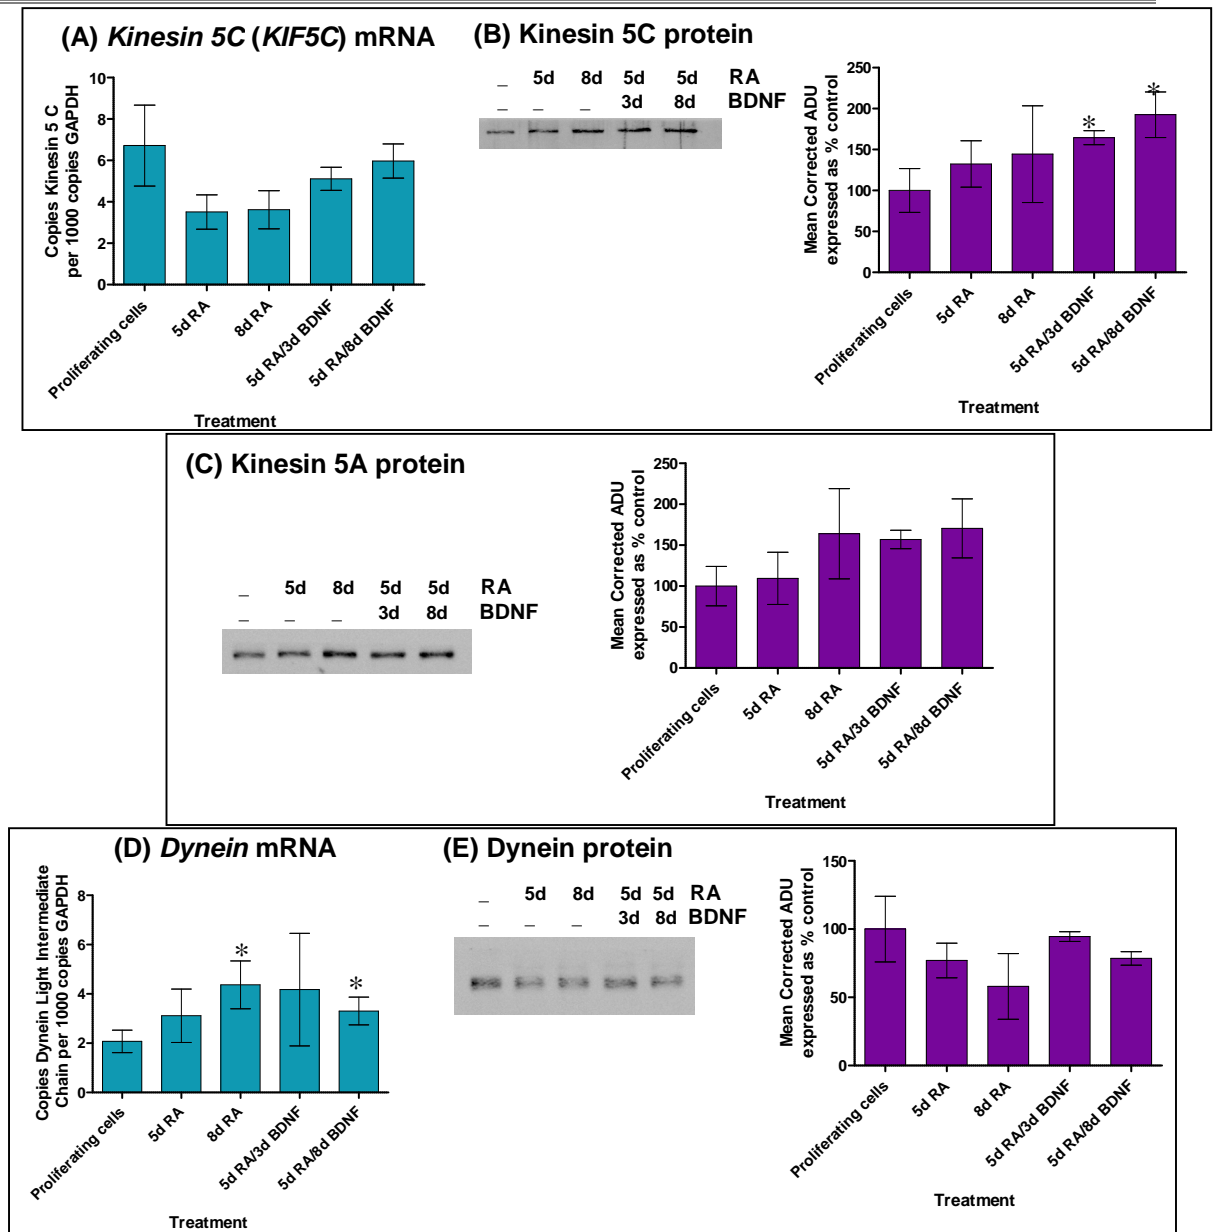 (A) Kinesin 5C (KIF5C) mRNA
Copies Kinesin 5 C
per 1000 copies GAPDH
10
8
6
4
2
0
Proliferating cells
5d RA
8d RA
5d RA/3d BDNF
5d RA/8d BDNF
Treatment
(B) Kinesin 5C protein
_ 5d 8d 5d 5d RA
_ _ _ 3d 8d BDNF
Mean Corrected ADU
expressed as % control
250
200
150
100
50
0
* *
Proliferating cells
5d RA
8d RA
5d RA/3d BDNF
5d RA/8d BDNF
Treatment
(C) Kinesin 5A protein
_ 5d 8d 5d 5d RA
_ _ _ 3d 8d BDNF
Mean Corrected ADU
expressed as % control
250
200
150
100
50
0
Proliferating cells
5d RA
8d RA
5d RA/3d BDNF
5d RA/8d BDNF
Treatment
(D) Dynein mRNA
Copies Dynein Light Intermediate
Chain per 1000 copies GAPDH
8
6
4
2
0
* *
Proliferating cells
5d RA
8d RA
5d RA/3d BDNF
5d RA/8d BDNF
Treatment
(E) Dynein protein
_ 5d 8d 5d 5d RA
_ _ _ 3d 8d BDNF
Mean Corrected ADU
expressed as % control
150
100
50
0
Proliferating cells
5d RA
8d RA
5d RA/3d BDNF
5d RA/8d BDNF
Treatment